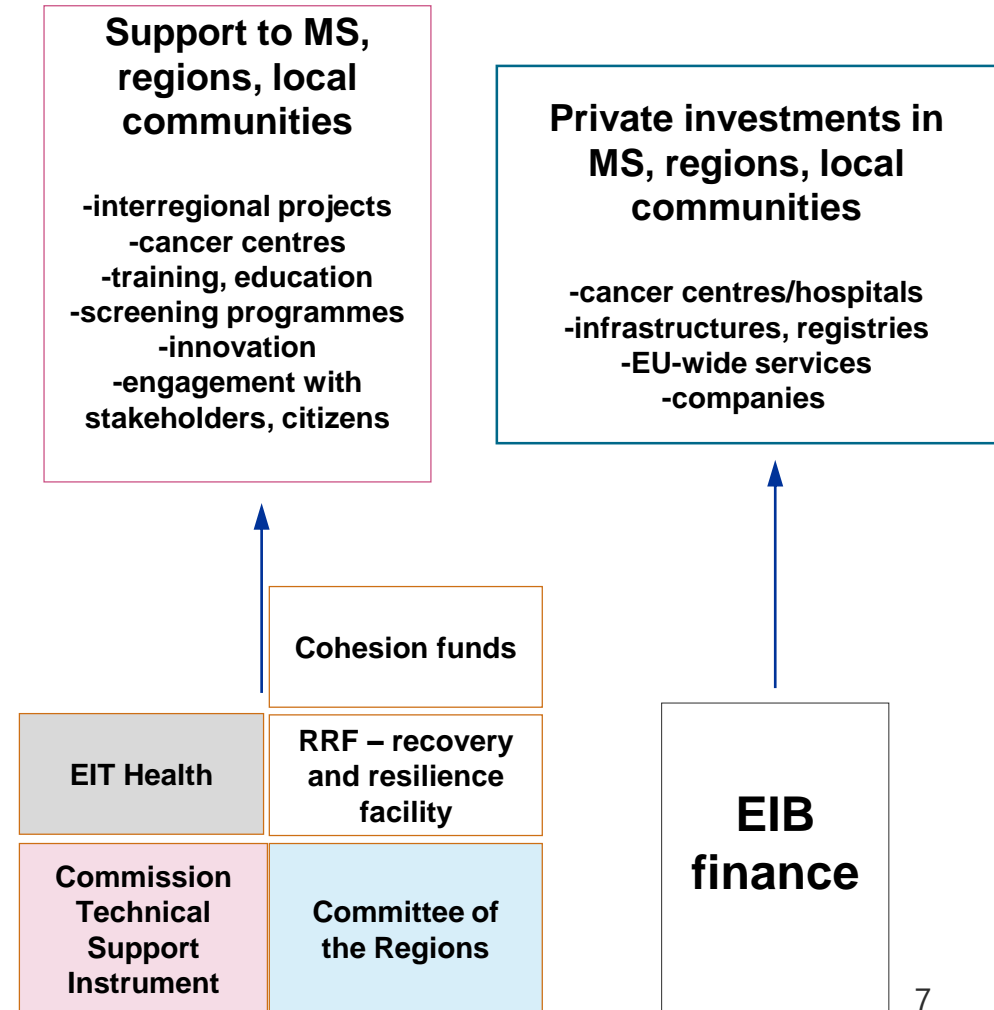 Support to MS,
regions, local
communities
-interregional projects
-cancer centres
-training, education
-screening programmes
-innovation
-engagement with
stakeholders, citizens
Private investments in
MS, regions, local
communities
-cancer centres/hospitals
-infrastructures, registries
-EU-wide services
-companies
Cohesion funds
EIT Health
RRF – recovery
and resilience
facility
Commission
Technical
Support
Instrument
Committee of
the Regions
EIB
finance
7